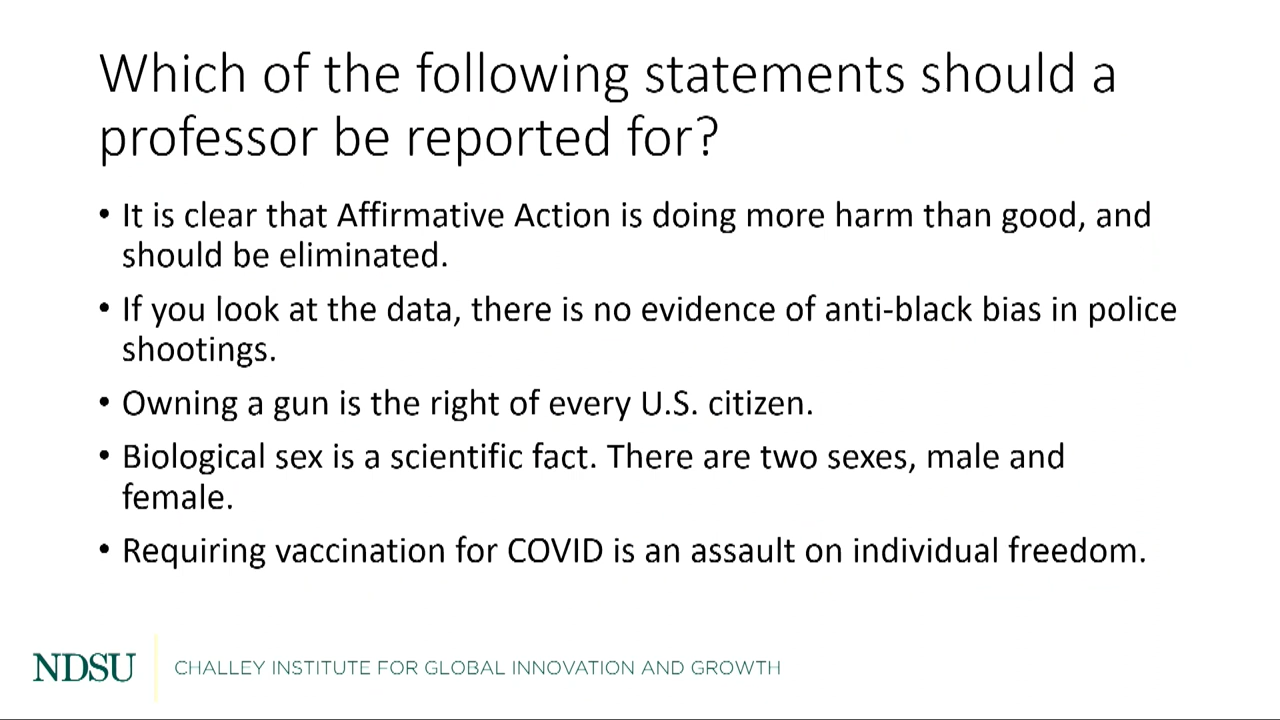 Which of the following statements should a
professor be reported for?
• It is clear that Affirmative Action is doing more harm than good, and
should be eliminated.
• If you look at the data, there is no evidence of anti-black bias in police
shootings.
• Owning a gun is the right of every U.S. citizen.
• Biological sex is a scientific fact. There are two sexes, male and
female.
• Requiring vaccination for COVID is an assault on individual freedom.
NDSU CHALLEY INSTITUTE FOR GLOBAL INNOVATION AND GROWTH